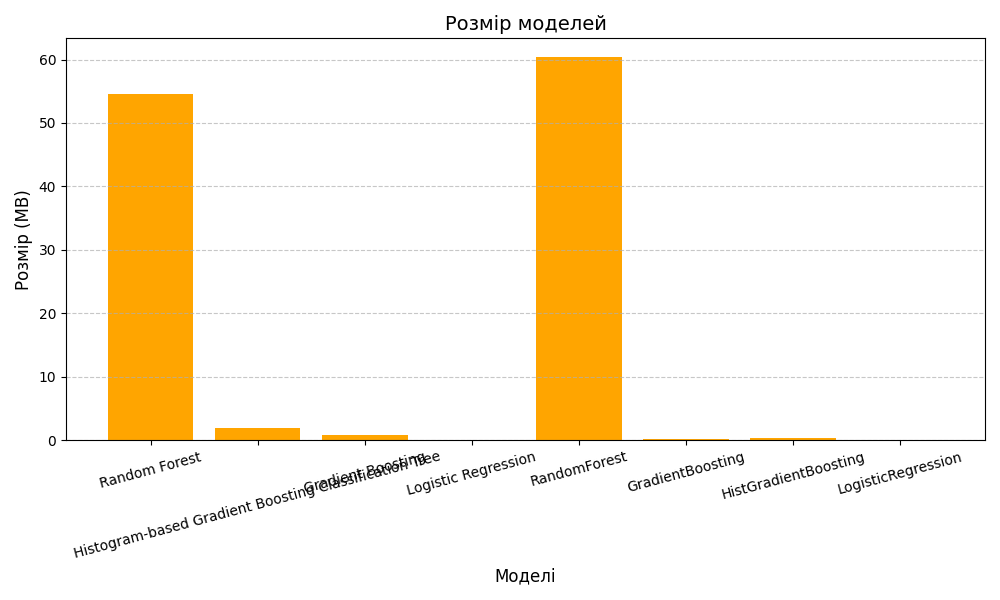 Розмір моделей
Розмір (МВ)
60
50
40
30
20
10
0
Random Forest
Histogram-based Gradient Boosting Classification Tree
Gradient Boosting
Logistic Regression
RandomForest
GradientBoosting
HistGradientBoosting
LogisticRegression
Моделі